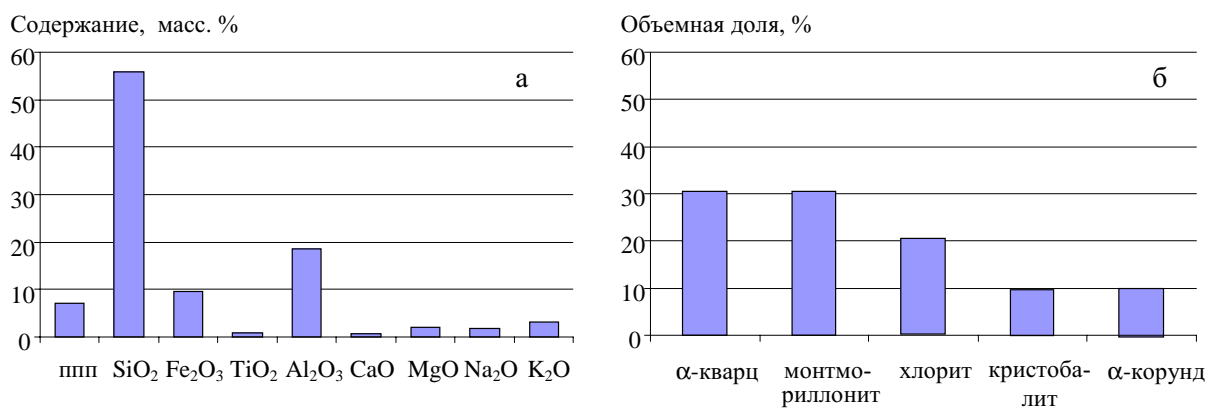 Содержание, масс. %
60
50
40
30
20
10
0
а
ппп SiO₂ Fe₂O₃ TiO₂ Al₂O₃ CaO MgO Na₂O K₂O
Объемная доля, %
60
50
40
30
20
10
0
б
α-кварц монтмо- хлорит кристоба- α-корунд
риллонит лит